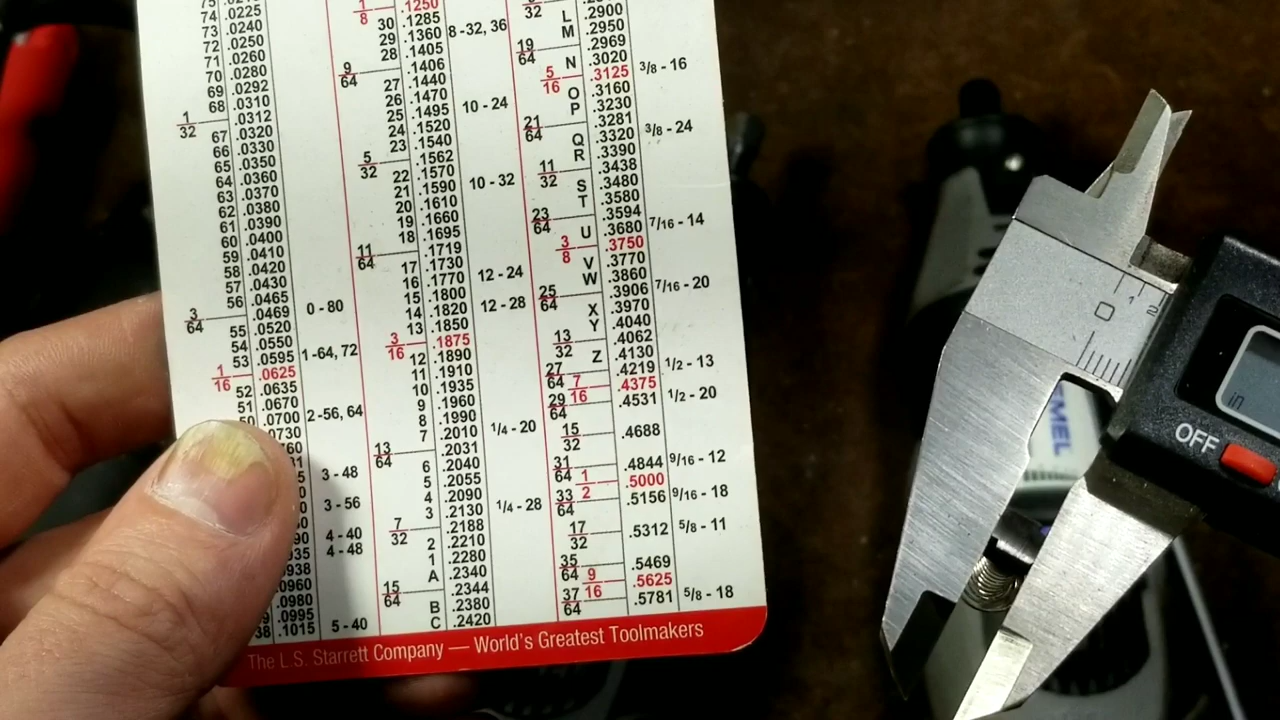 74 .0225
73 .0240
72 .0250
71 .0260
70 .0280
69 .0292
68 .0310
1/32 .0312
67 .0320
66 .0330
65 .0350
64 .0360
63 .0370
62 .0380
61 .0390
60 .0400
59 .0410
58 .0420
57 .0430
56 .0465
3/64 .0469 0 - 80
55 .0520
54 .0550
53 .0595 1-64, 72
1/16 .0625
52 .0635
51 .0670
.0700 2-56, 64
.0730
3 - 48
3 - 56
4 - 40
4 - 48
.0960
.0980
.0995
38 .1015 5 - 40
1/8 .1250
30 .1285
29 .1360 8 -32, 36
28 .1405
9/64 .1406
27 .1440
26 .1470
25 .1495 10 - 24
24 .1520
23 .1540
5/32 .1562
22 .1570
21 .1590 10 - 32
20 .1610
19 .1660
18 .1695
11/64 .1719
17 .1730
16 .1770 12 - 24
15 .1800
14 .1820 12 - 28
13 .1850
3/16 .1875
12 .1890
11 .1910
10 .1935
9 .1960
8 .1990
7 .2010 1/4 - 20
13/64 .2031
6 .2040
5 .2055
4 .2090
3 .2130 1/4 - 28
7/32 .2188
2 .2210
1 .2280
A .2340
15/64 .2344
B .2380
C .2420
32
L .2900
M .2950
19/64 .2969
N .3020
5/16 .3125 3/8 - 16
O .3160
P .3230
21/64 .3281
Q .3320 3/8 - 24
R .3390
11/32 .3438
S .3480
T .3580
23/64 .3594
U .3680 7/16 - 14
3/8 .3750
V .3770
W .3860
25/64 .3906 7/16 - 20
X .3970
Y .4040
13/32 .4062
Z .4130
27/64 .4219 1/2 - 13
7/16 .4375
29/64 .4531 1/2 - 20
15/32 .4688
31/64 .4844 9/16 - 12
1/2 .5000
33/64 .5156 9/16 - 18
17/32 .5312 5/8 - 11
35/64 .5469
9/16 .5625
37/64 .5781 5/8 - 18
The L.S. Starrett Company — World's Greatest Toolmakers
1 2
0
in
OFF